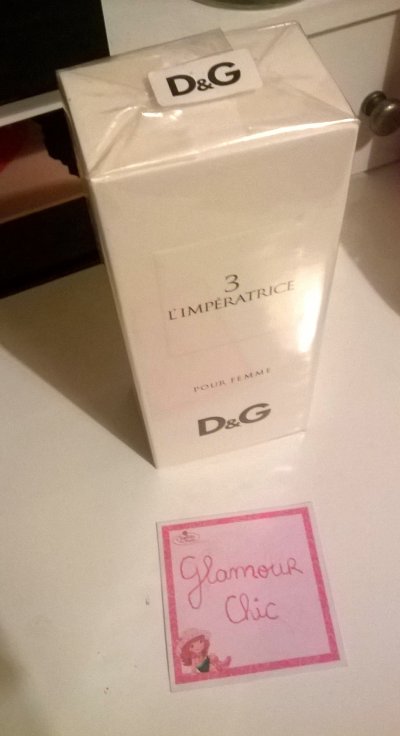 D&G
3
L'IMPÉRATRICE
POUR FEMME
D&G
Glamour
Chic